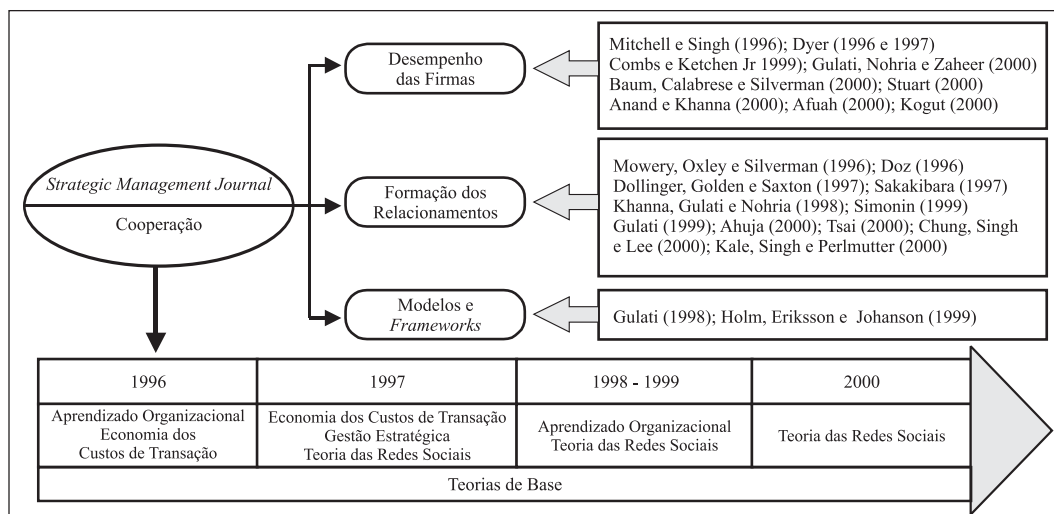 Desempenho
das Firmas
Mitchell e Singh (1996); Dyer (1996 e 1997)
Combs e Ketchen Jr 1999); Gulati, Nohria e Zaheer (2000)
Baum, Calabrese e Silverman (2000); Stuart (2000)
Anand e Khanna (2000); Afuah (2000); Kogut (2000)
Strategic Management Journal
Cooperação
Formação dos
Relacionamentos
Mowery, Oxley e Silverman (1996); Doz (1996)
Dollinger, Golden e Saxton (1997); Sakakibara (1997)
Khanna, Gulati e Nohria (1998); Simonin (1999)
Gulati (1999); Ahuja (2000); Tsai (2000); Chung, Singh
e Lee (2000); Kale, Singh e Perlmutter (2000)
Modelos e
Frameworks
Gulati (1998); Holm, Eriksson e Johanson (1999)
1996
1997
1998 - 1999
2000
Aprendizado Organizacional
Economia dos
Custos de Transação
Economia dos Custos de Transação
Gestão Estratégica
Teoria das Redes Sociais
Aprendizado Organizacional
Teoria das Redes Sociais
Teoria das Redes Sociais
Teorias de Base